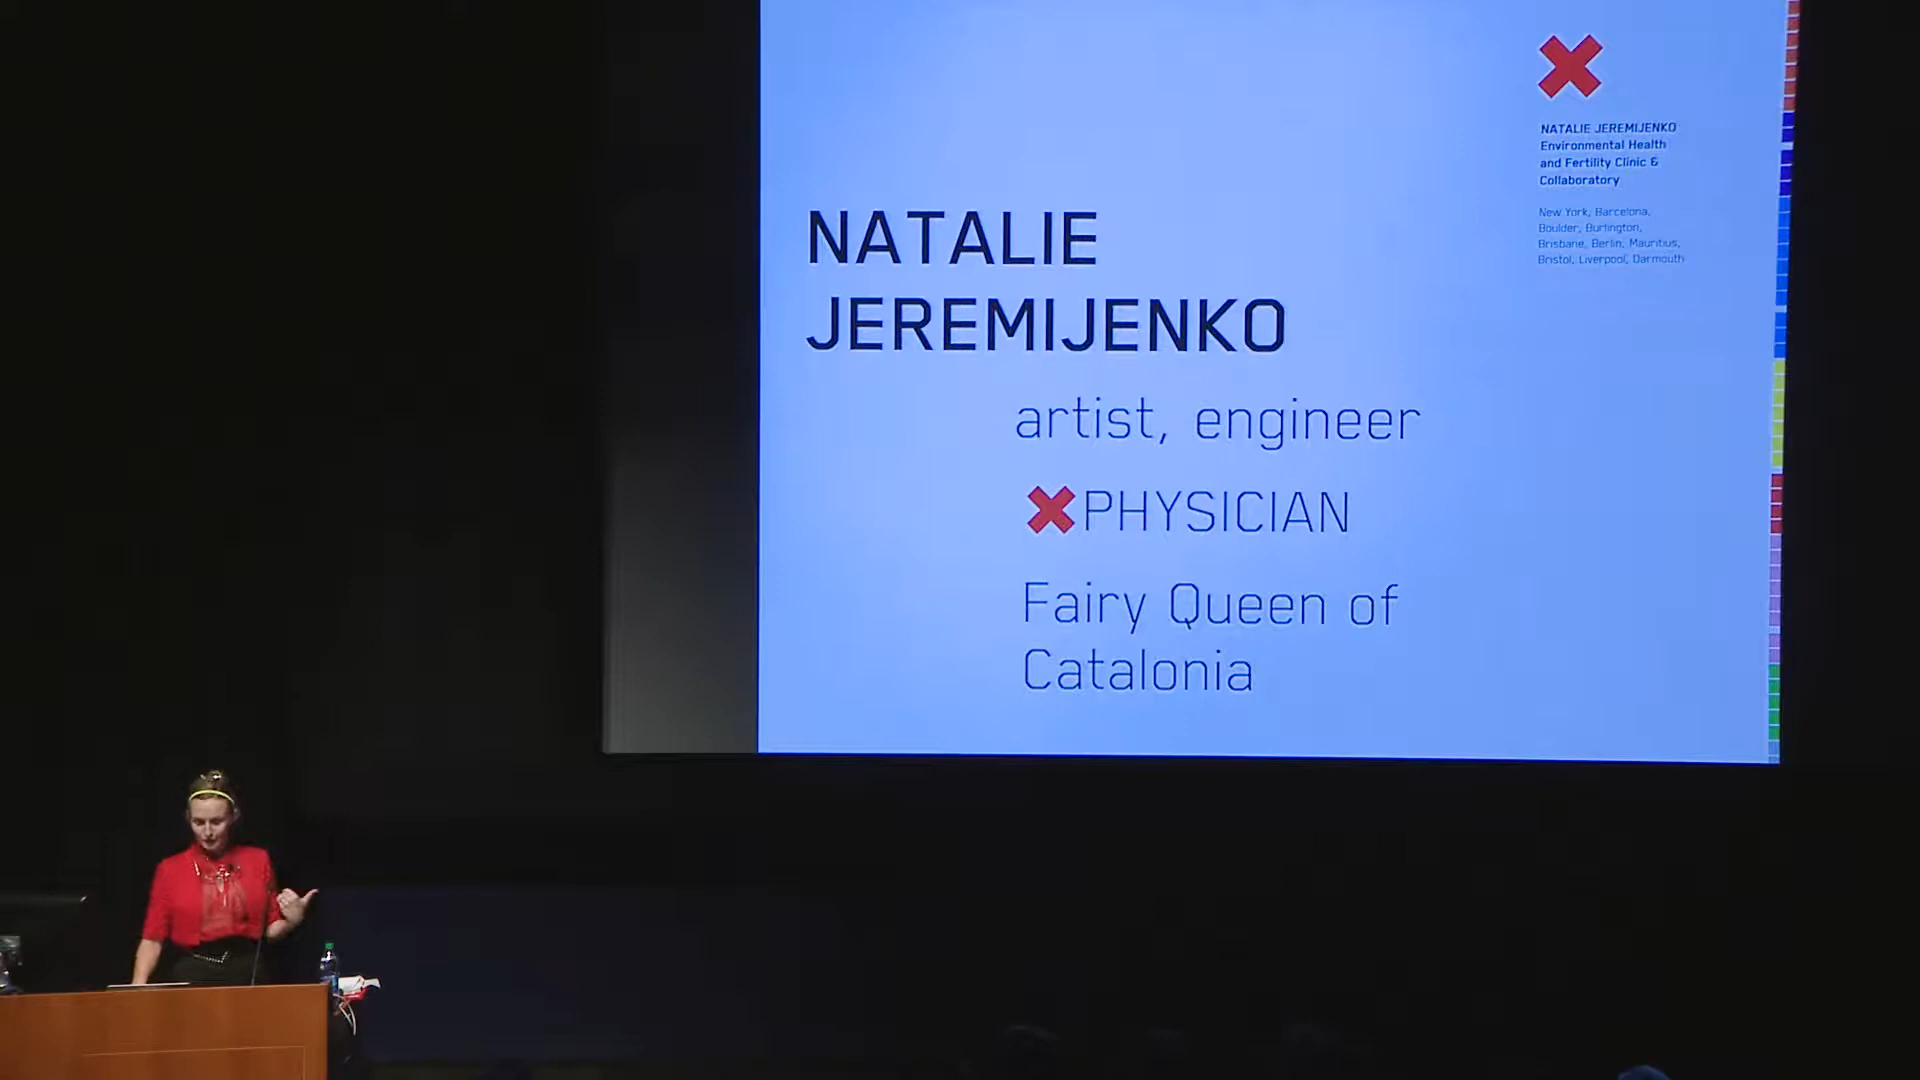 NATALIE
JEREMIJENKO
artist, engineer
PHYSICIAN
Fairy Queen of
Catalonia
NATALIE JEREMIJENKO
Environmental Health
and Fertility Clinic &
Collaboratory
New York, Barcelona,
Boulder, Burlington,
Brisbane, Berlin, Mauritius,
Bristol, Liverpool, Darmouth